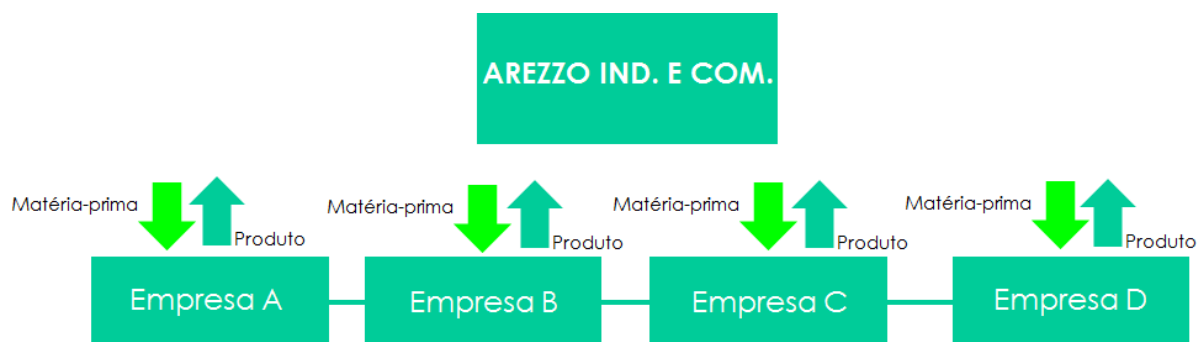 AREZZO IND. E COM.
Matéria-prima
Produto
Matéria-prima
Produto
Matéria-prima
Produto
Matéria-prima
Produto
Empresa A
Empresa B
Empresa C
Empresa D